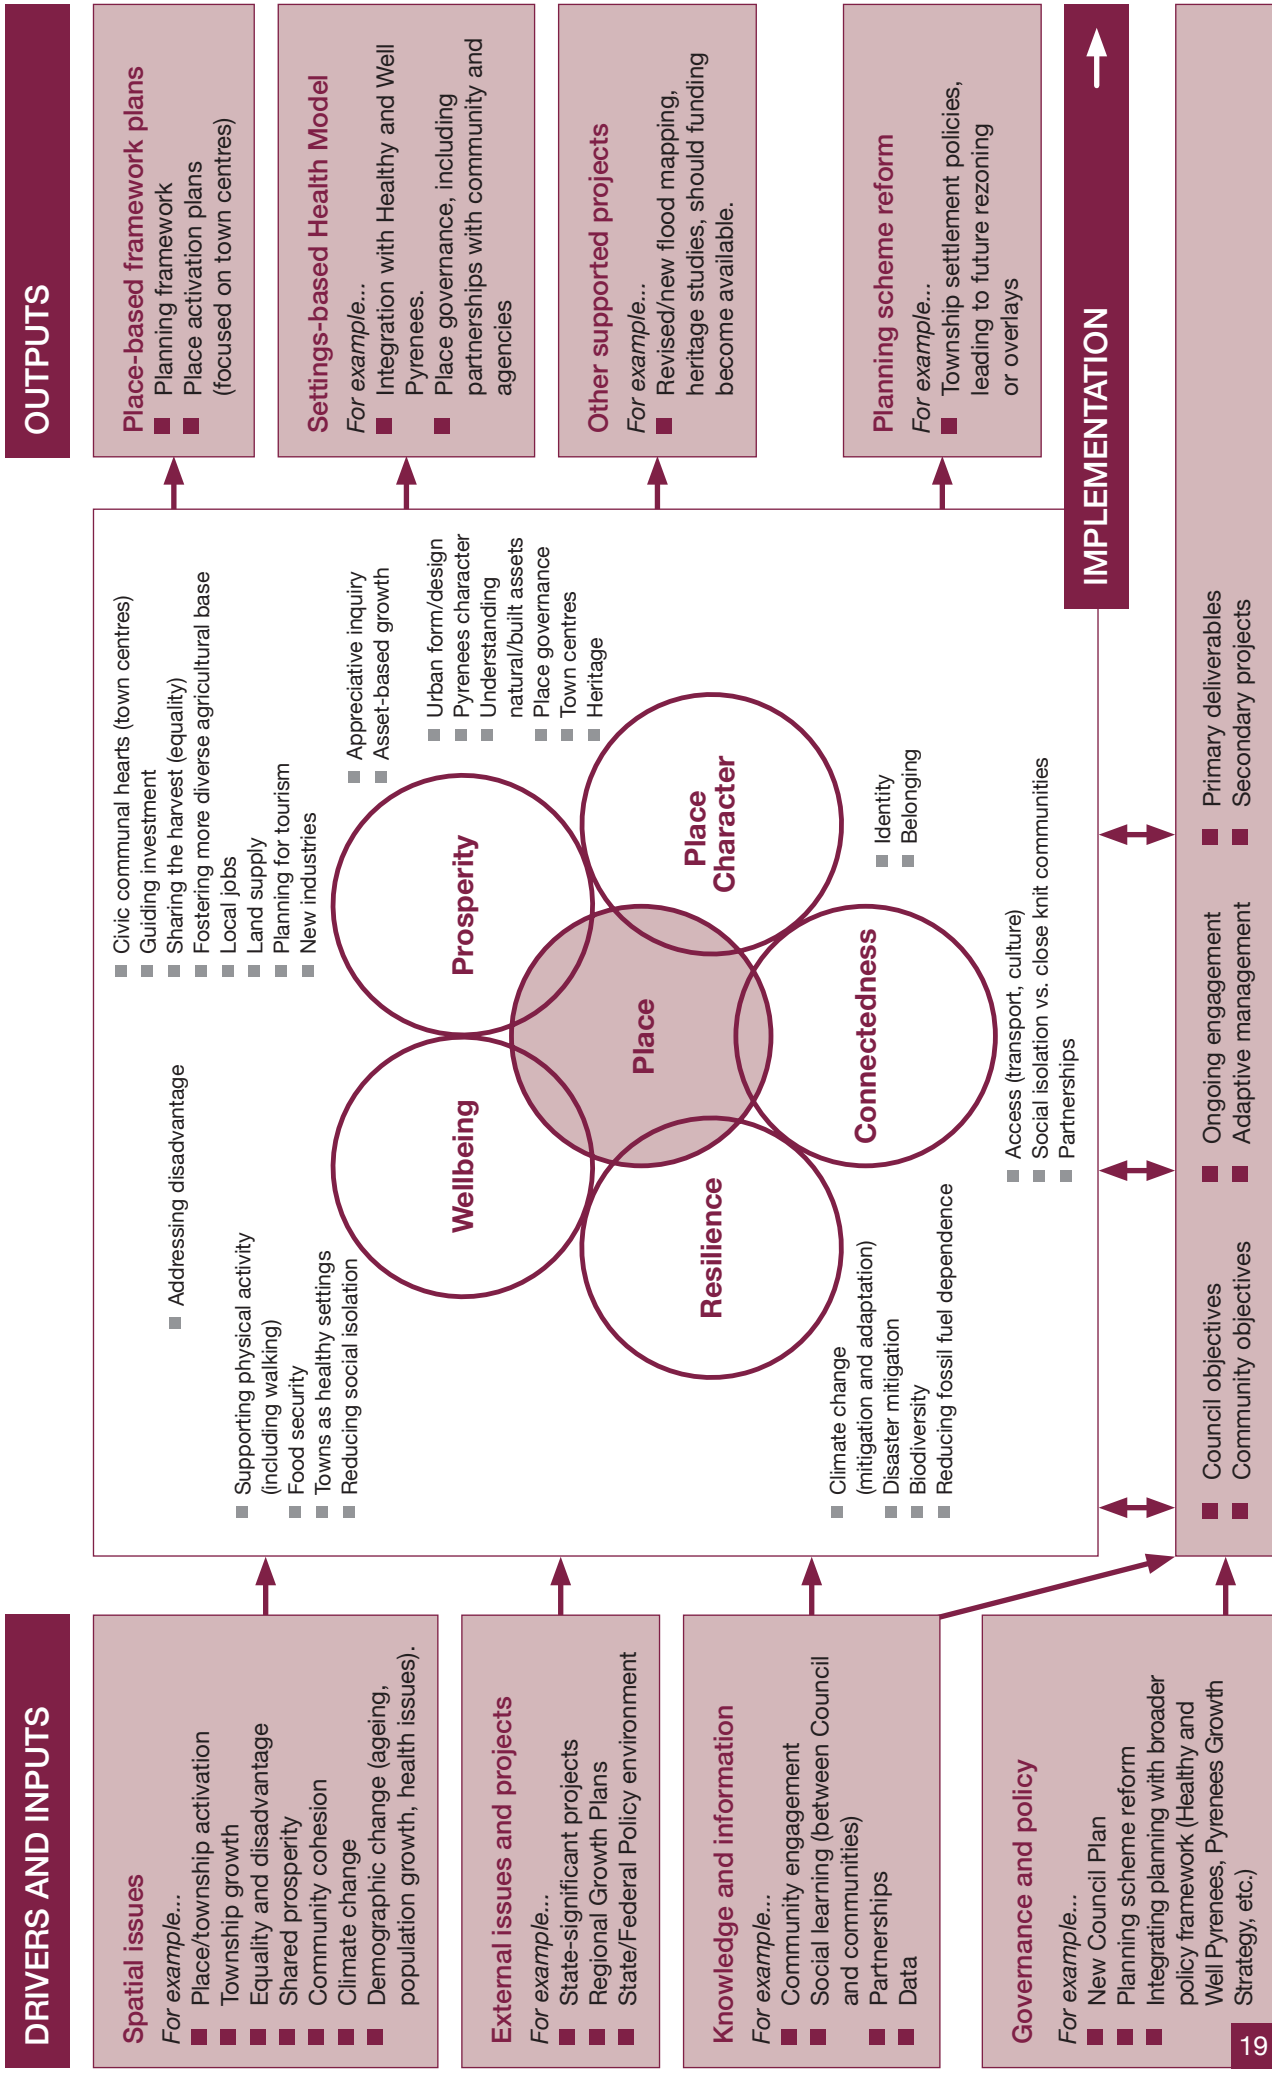 DRIVERS AND INPUTS
Spatial issues
For example...
Place/township activation
Township growth
Equality and disadvantage
Shared prosperity
Community cohesion
Climate change
Demographic change (ageing,
population growth, health issues).
External issues and projects
For example...
State-significant projects
Regional Growth Plans
State/Federal Policy environment
Knowledge and information
For example...
Community engagement
Social learning (between Council
and communities)
Partnerships
Data
Governance and policy
For example...
New Council Plan
Planning scheme reform
Integrating planning with broader
policy framework (Healthy and
Well Pyrenees, Pyrenees Growth
Strategy, etc.)
Addressing disadvantage
Supporting physical activity
(including walking)
Food security
Towns as healthy settings
Reducing social isolation
Civic communal hearts (town centres)
Guiding investment
Sharing the harvest (equality)
Fostering more diverse agricultural base
Local jobs
Land supply
Planning for tourism
New industries
Appreciative inquiry
Asset-based growth
Urban form/design
Pyrenees character
Understanding
natural/built assets
Place governance
Town centres
Heritage
Wellbeing
Prosperity
Place
Resilience
Place
Character
Connectedness
Identity
Belonging
Climate change
(mitigation and adaptation)
Disaster mitigation
Biodiversity
Reducing fossil fuel dependence
Access (transport, culture)
Social isolation vs. close knit communities
Partnerships
OUTPUTS
Place-based framework plans
Planning framework
Place activation plans
(focused on town centres)
Settings-based Health Model
For example...
Integration with Healthy and Well
Pyrenees.
Place governance, including
partnerships with community and
agencies
Other supported projects
For example...
Revised/new flood mapping,
heritage studies, should funding
become available.
Planning scheme reform
For example...
Township settlement policies,
leading to future rezoning
or overlays
IMPLEMENTATION
Council objectives
Community objectives
Ongoing engagement
Adaptive management
Primary deliverables
Secondary projects
19